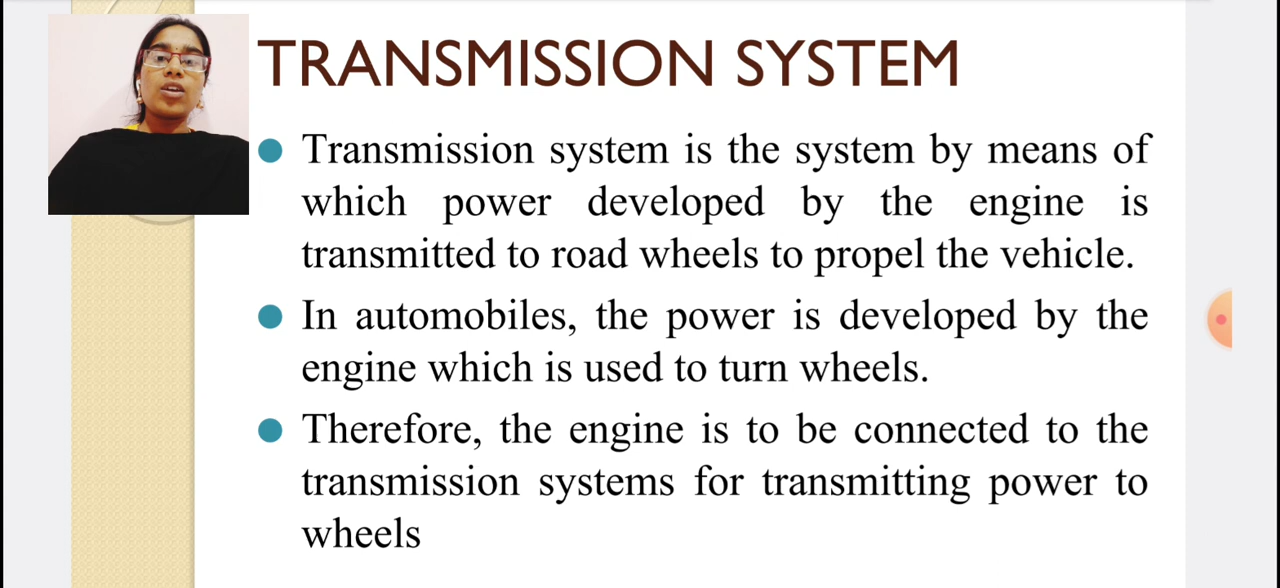 TRANSMISSION SYSTEM
Transmission system is the system by means of
which power developed by the engine is
transmitted to road wheels to propel the vehicle.
In automobiles, the power is developed by the
engine which is used to turn wheels.
Therefore, the engine is to be connected to the
transmission systems for transmitting power to
wheels